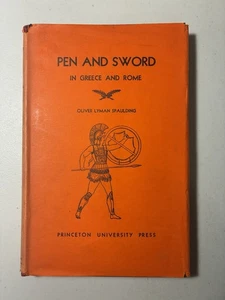 PEN AND SWORD
IN GREECE AND ROME
OLIVER LYMAN SPAULDING
PRINCETON UNIVERSITY PRESS